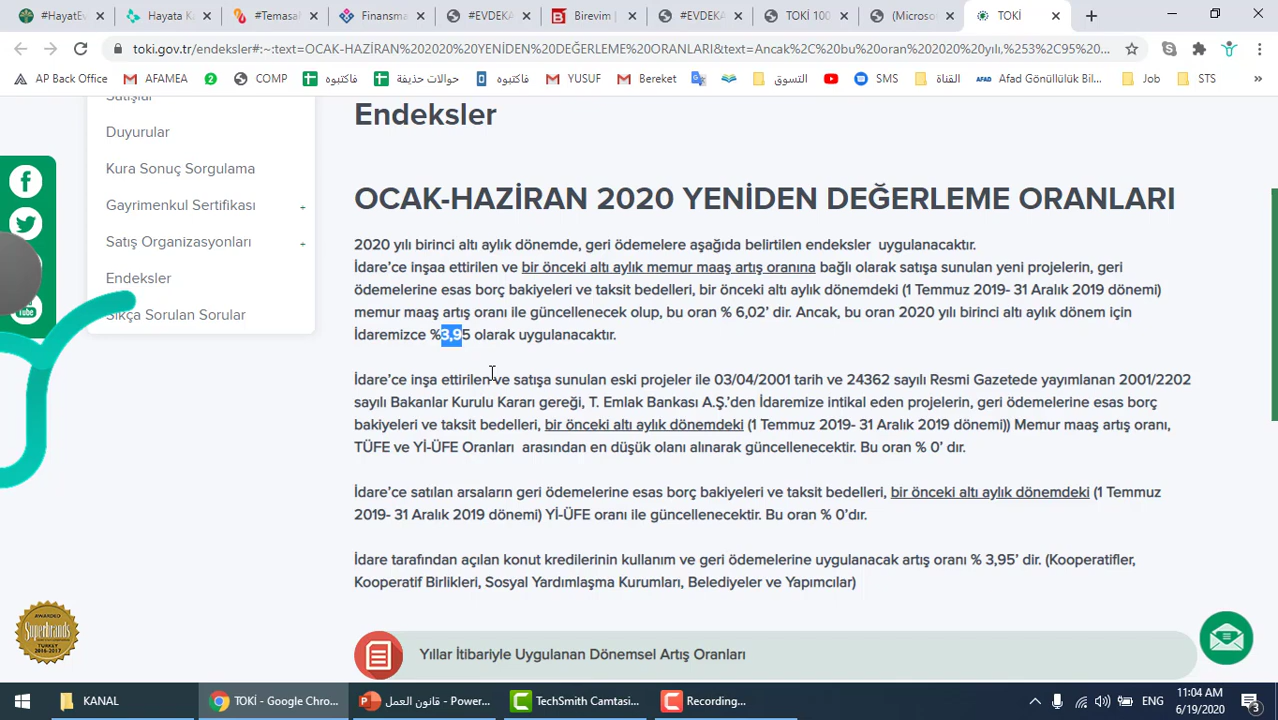 #HayatEv
Hayata K
#Temasal
Finansma
#EVDEKA
Birevim |
#EVDEKA
TOKİ 100
(Microso
TOKİ
toki.gov.tr/endeksler#:~:text=OCAK-HAZİRAN%202020%20YENİDEN%20DEĞERLEME%20ORANLARI&text=Ancak%2C%20bu%20oran%202020%20yılı,%253%2C95%20...
AP Back Office
AFAMEA
2
COMP
فاكتبوه
حوالات حذيفة
فاكتبوه
YUSUF
Bereket
التسوق
SMS
القناة
AFAD
Afad Gönüllülük Bil...
Job
STS
Satışlar
Duyurular
Kura Sonuç Sorgulama
Gayrimenkul Sertifikası +
Satış Organizasyonları +
Endeksler
Sıkça Sorulan Sorular
You
Tube
Endeksler
OCAK-HAZİRAN 2020 YENİDEN DEĞERLEME ORANLARI
2020 yılı birinci altı aylık dönemde, geri ödemelere aşağıda belirtilen endeksler uygulanacaktır.
İdare'ce inşaa ettirilen ve bir önceki altı aylık memur maaş artış oranına bağlı olarak satışa sunulan yeni projelerin, geri
ödemelerine esas borç bakiyeleri ve taksit bedelleri, bir önceki altı aylık dönemdeki (1 Temmuz 2019- 31 Aralık 2019 dönemi)
memur maaş artış oranı ile güncellenecek olup, bu oran % 6,02' dir. Ancak, bu oran 2020 yılı birinci altı aylık dönem için
İdaremizce %3,95 olarak uygulanacaktır.
İdare'ce inşa ettirilen ve satışa sunulan eski projeler ile 03/04/2001 tarih ve 24362 sayılı Resmi Gazetede yayımlanan 2001/2202
sayılı Bakanlar Kurulu Kararı gereği, T. Emlak Bankası A.Ş.'den İdaremize intikal eden projelerin, geri ödemelerine esas borç
bakiyeleri ve taksit bedelleri, bir önceki altı aylık dönemdeki (1 Temmuz 2019- 31 Aralık 2019 dönemi)) Memur maaş artış oranı,
TÜFE ve Yİ-ÜFE Oranları arasından en düşük olanı alınarak güncellenecektir. Bu oran % 0' dır.
İdare'ce satılan arsaların geri ödemelerine esas borç bakiyeleri ve taksit bedelleri, bir önceki altı aylık dönemdeki (1 Temmuz
2019- 31 Aralık 2019 dönemi) Yİ-ÜFE oranı ile güncellenecektir. Bu oran % 0'dır.
İdare tarafından açılan konut kredilerinin kullanım ve geri ödemelerine uygulanacak artış oranı % 3,95' dir. (Kooperatifler,
Kooperatif Birlikleri, Sosyal Yardımlaşma Kurumları, Belediyeler ve Yapımcılar)
Yıllar İtibariyle Uygulanan Dönemsel Artış Oranları
AWARDED
Superbrands
TURKEY
2016-2017
KANAL
TOKİ - Google Chro...
قانون العمل - Power...
TechSmith Camtasi...
Recording...
ENG
11:04 AM
6/19/2020
3